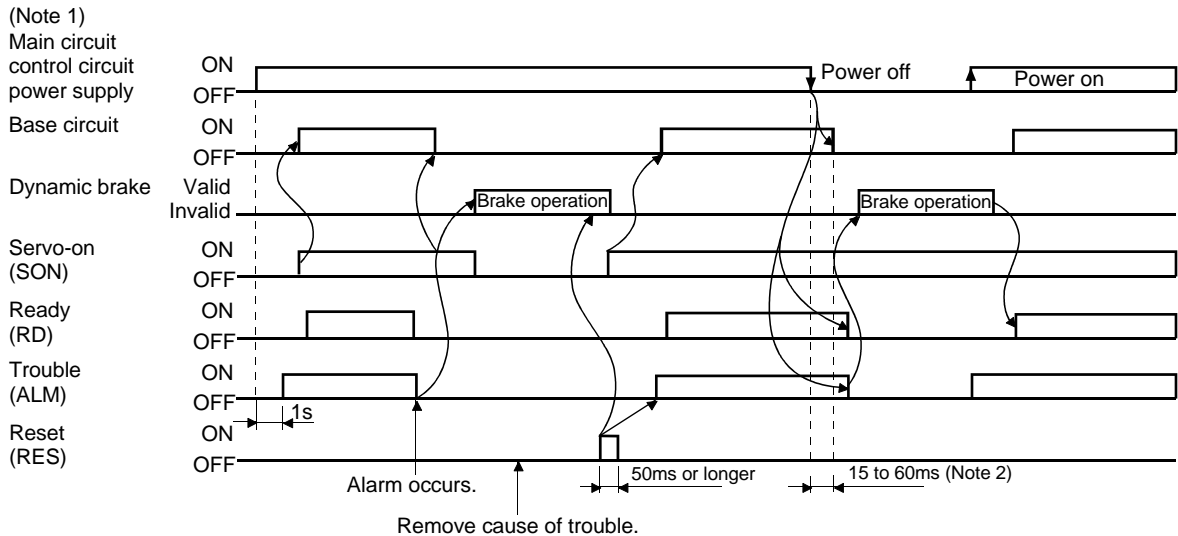 (Note 1)
Main circuit
control circuit
power supply
ON
OFF
Power off
Power on
Base circuit
ON
OFF
Dynamic brake
Valid
Invalid
Brake operation
Brake operation
Servo-on
(SON)
ON
OFF
Ready
(RD)
ON
OFF
Trouble
(ALM)
ON
OFF
1s
Reset
(RES)
ON
OFF
50ms or longer
15 to 60ms (Note 2)
Alarm occurs.
Remove cause of trouble.